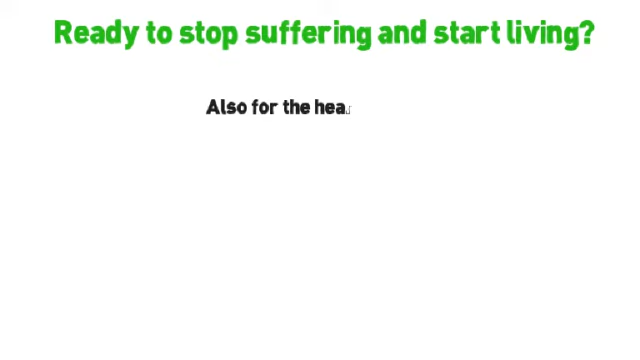 Ready to stop suffering and start living?
Also for the hea